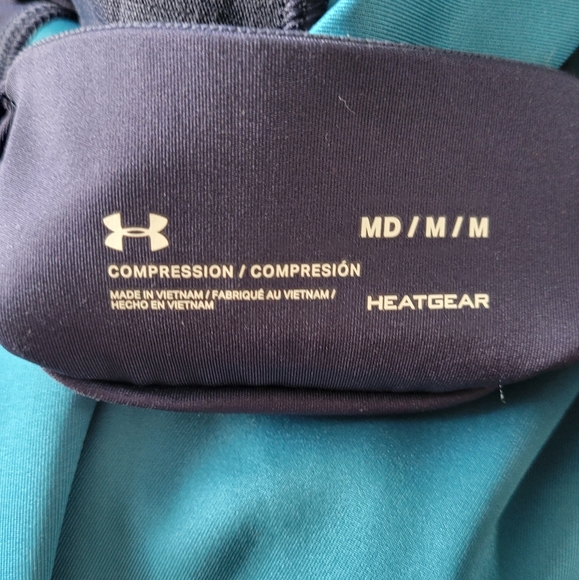 MD / M / M
COMPRESSION / COMPRESIÓN
MADE IN VIETNAM / FABRIQUÉ AU VIETNAM /
HECHO EN VIETNAM
HEATGEAR